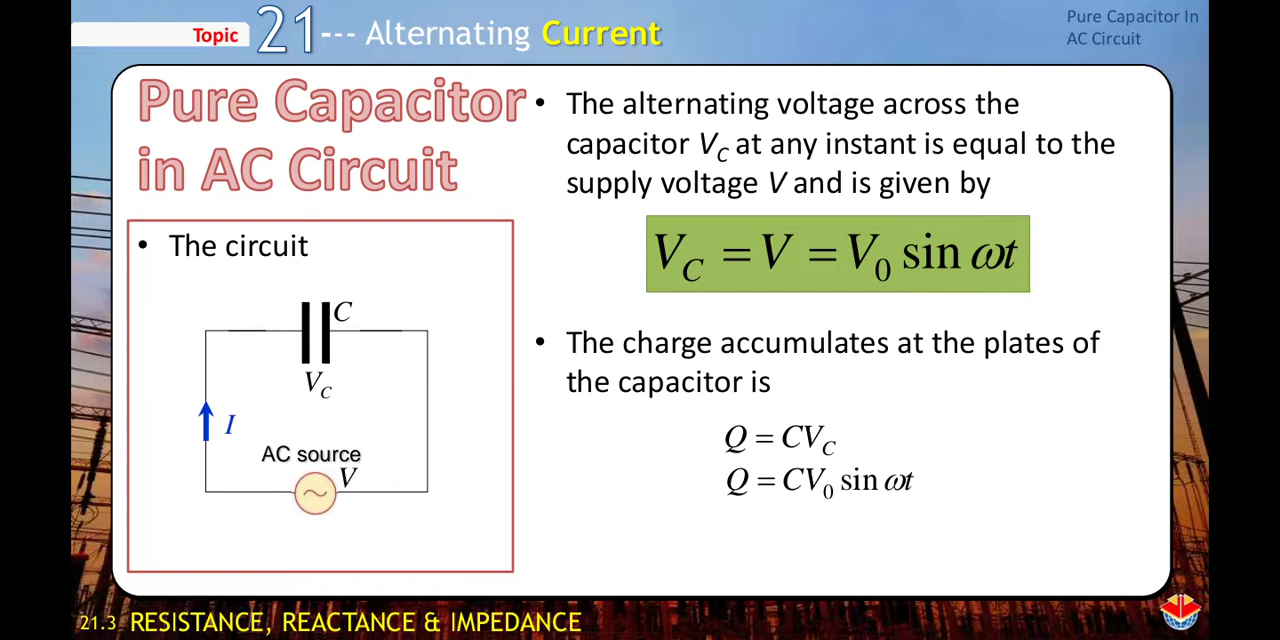 Topic 21--- Alternating Current
Pure Capacitor In
AC Circuit
Pure Capacitor
in AC Circuit
• The circuit
C
V_C
I
AC source
V
~
• The alternating voltage across the
capacitor V_C at any instant is equal to the
supply voltage V and is given by
V_C = V = V_0 sin ωt
• The charge accumulates at the plates of
the capacitor is
Q = CV_C
Q = CV_0 sin ωt
21.3 RESISTANCE, REACTANCE & IMPEDANCE